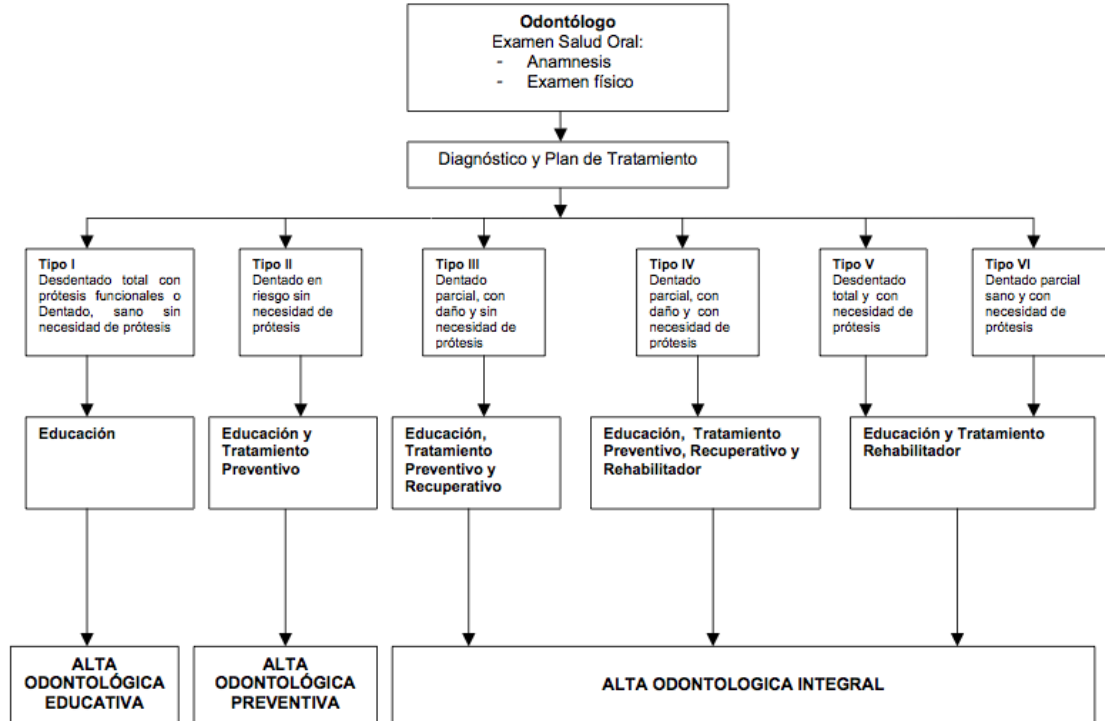 Odontólogo
Examen Salud Oral:
- Anamnesis
- Examen físico
Diagnóstico y Plan de Tratamiento
Tipo I
Desdentado total con
prótesis funcionales o
Dentado, sano sin
necesidad de prótesis
Tipo II
Dentado en
riesgo sin
necesidad de
prótesis
Tipo III
Dentado
parcial, con
daño y sin
necesidad de
prótesis
Tipo IV
Dentado
parcial, con
daño y con
necesidad de
prótesis
Tipo V
Desdentado
total y con
necesidad de
prótesis
Tipo VI
Dentado parcial
sano y con
necesidad de
prótesis
Educación
Educación y
Tratamiento
Preventivo
Educación,
Tratamiento
Preventivo y
Recuperativo
Educación, Tratamiento
Preventivo, Recuperativo y
Rehabilitador
Educación y Tratamiento
Rehabilitador
ALTA
ODONTOLÓGICA
EDUCATIVA
ALTA
ODONTOLÓGICA
PREVENTIVA
ALTA ODONTOLOGICA INTEGRAL